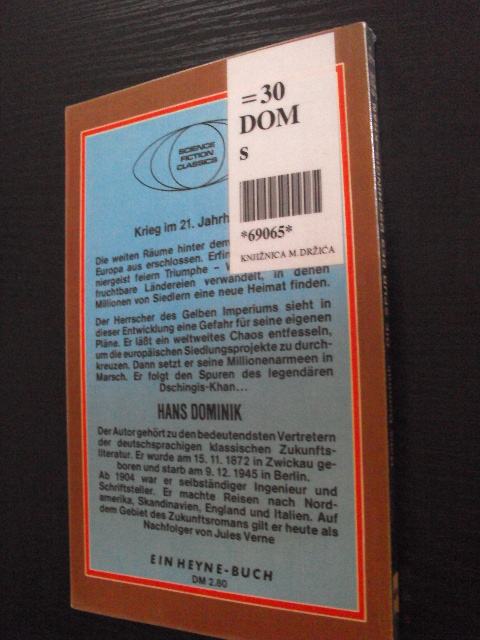 =30
DOM
s
*69065*
KNJIŽNICA M. DRŽIĆA
SCIENCE
FICTION
CLASSICS
Krieg im 21. Jahrh
Die weiten Räume hinter dem
Europa aus erschlossen. Erfin
niergeist feiern Triumphe –
fruchtbare Ländereien verwandelt, in denen
Millionen von Siedlern eine neue Heimat finden.
Der Herrscher des Gelben Imperiums sieht in
dieser Entwicklung eine Gefahr für seine eigenen
Pläne. Er läßt ein weltweites Chaos entfesseln,
um die europäischen Siedlungsprojekte zu durch-
kreuzen. Dann setzt er seine Millionenarmeen in
Marsch. Er folgt den Spuren des legendären
Dschingis-Khan...
HANS DOMINIK
Der Autor gehört zu den bedeutendsten Vertretern
der deutschsprachigen klassischen Zukunfts-
literatur. Er wurde am 15. 11. 1872 in Zwickau ge-
boren und starb am 9. 12. 1945 in Berlin.
Ab 1904 war er selbständiger Ingenieur und
Schriftsteller. Er machte Reisen nach Nord-
amerika, Skandinavien, England und Italien. Auf
dem Gebiet des Zukunftsromans gilt er heute als
Nachfolger von Jules Verne
EIN HEYNE-BUCH
DM 2.80